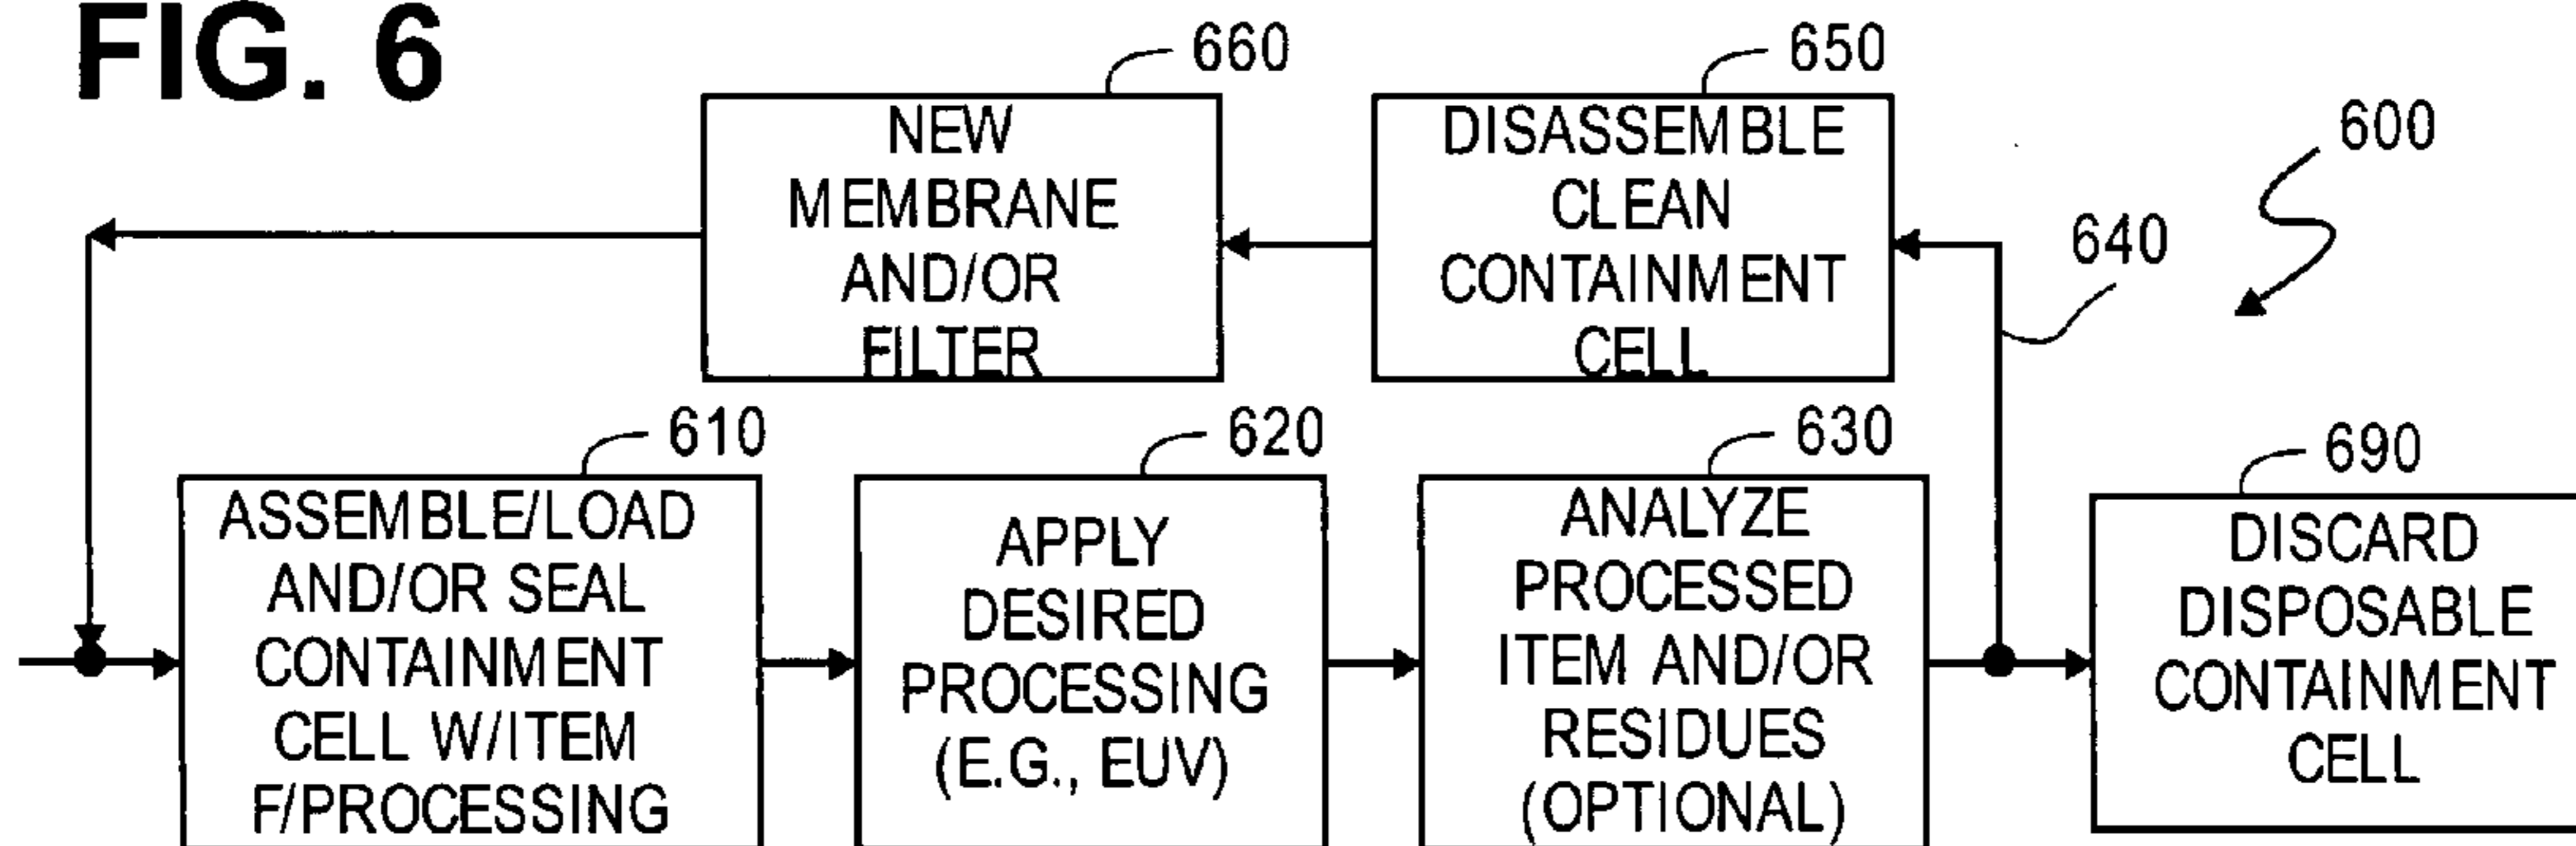 FIG. 6
660
NEW
MEMBRANE
AND/OR
FILTER
650
DISASSEMBLE
CLEAN
CONTAINMENT
CELL
600
640
610
ASSEMBLE/LOAD
AND/OR SEAL
CONTAINMENT
CELL W/ITEM
F/PROCESSING
620
APPLY
DESIRED
PROCESSING
(E.G., EUV)
630
ANALYZE
PROCESSED
ITEM AND/OR
RESIDUES
(OPTIONAL)
690
DISCARD
DISPOSABLE
CONTAINMENT
CELL